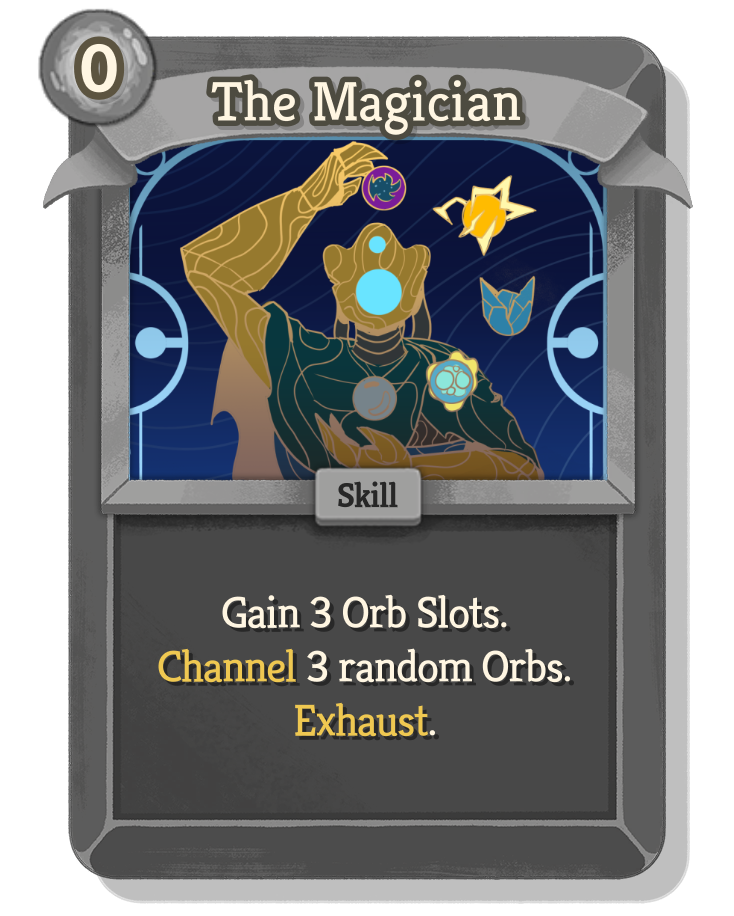 0
The Magician
Skill
Gain 3 Orb Slots.
Channel 3 random Orbs.
Exhaust.